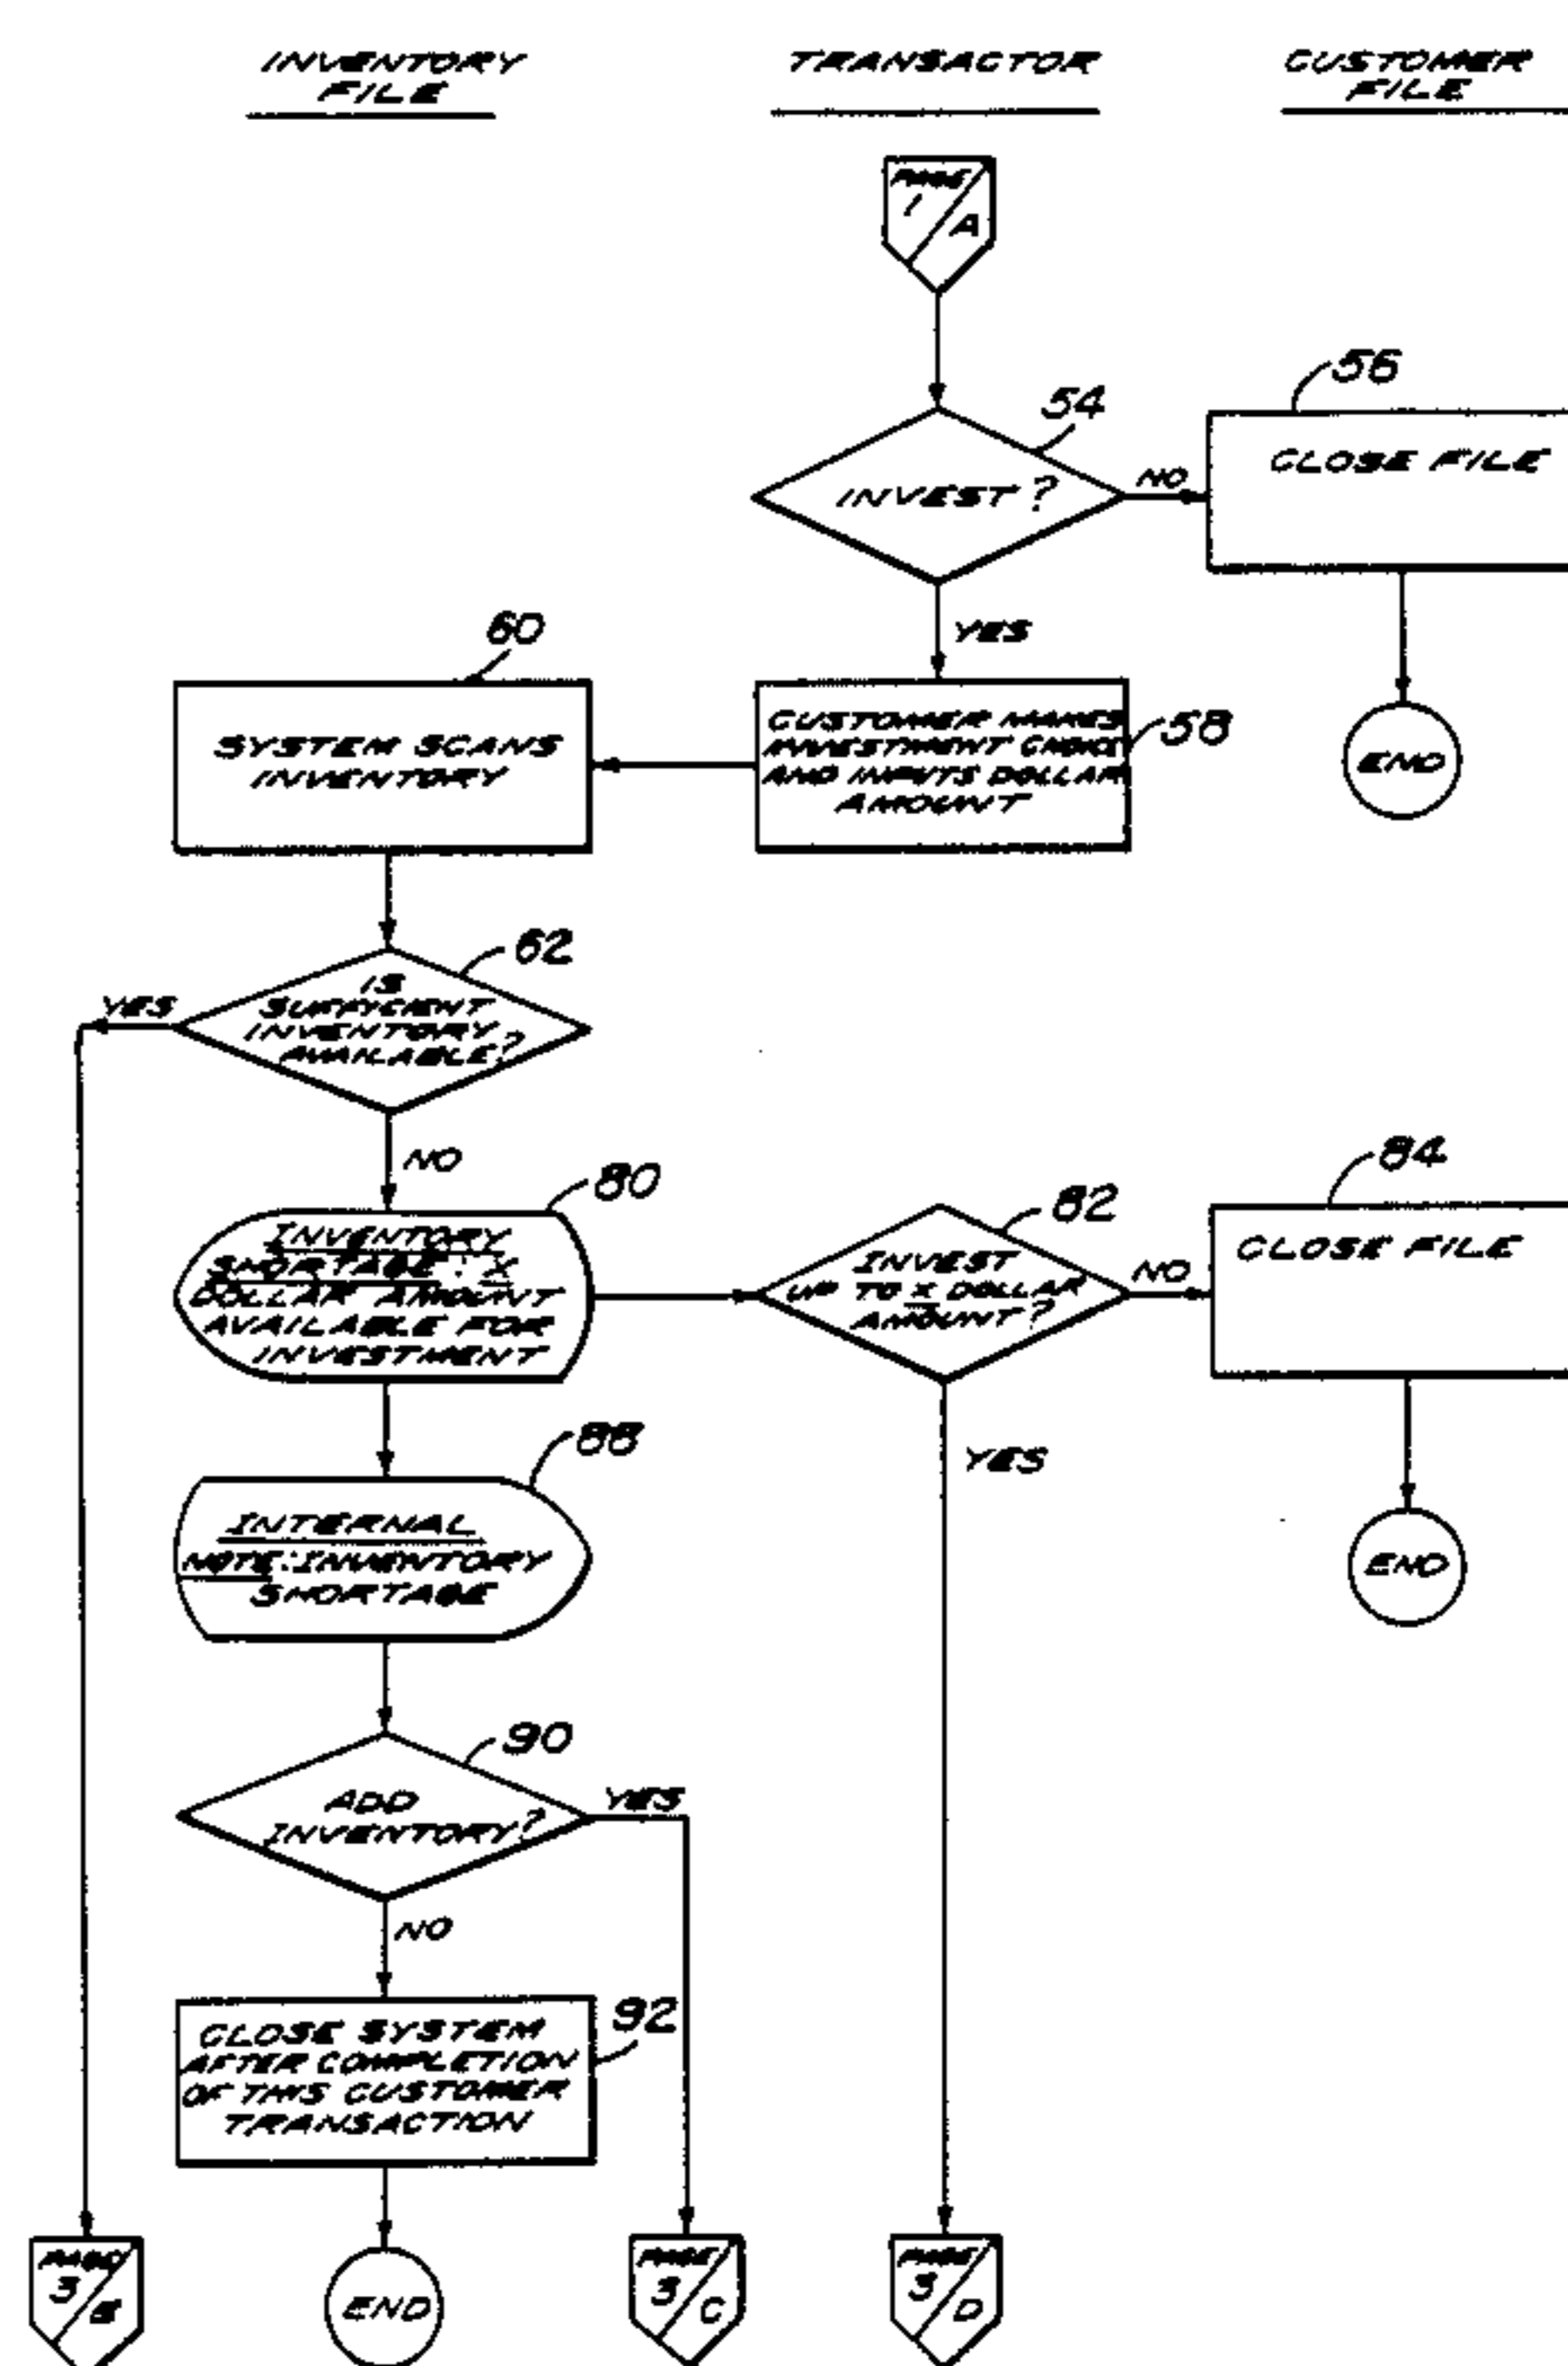 INVENTORY
FILE
TRANSACTOR
CUSTOMER
FILE
PAGE
1
A
54
INVEST?
NO
56
CLOSE FILE
END
YES
CUSTOMER MAKES
INVESTMENT CHOICE
AND INPUTS DOLLAR
AMOUNT
58
60
SYSTEM SCANS
INVENTORY
62
IS
SUFFICIENT
INVENTORY
AVAILABLE?
YES
NO
80
INVENTORY
SHORTAGE: X
DOLLAR AMOUNT
AVAILABLE FOR
INVESTMENT
82
INVEST
UP TO X DOLLAR
AMOUNT?
NO
84
CLOSE FILE
END
YES
88
INTERNAL
NOTE: INVENTORY
SHORTAGE
90
ADD
INVENTORY?
YES
NO
92
CLOSE SYSTEM
AFTER COMPLETION
OF THIS CUSTOMER
TRANSACTION
PAGE
3
B
END
PAGE
3
C
PAGE
3
D